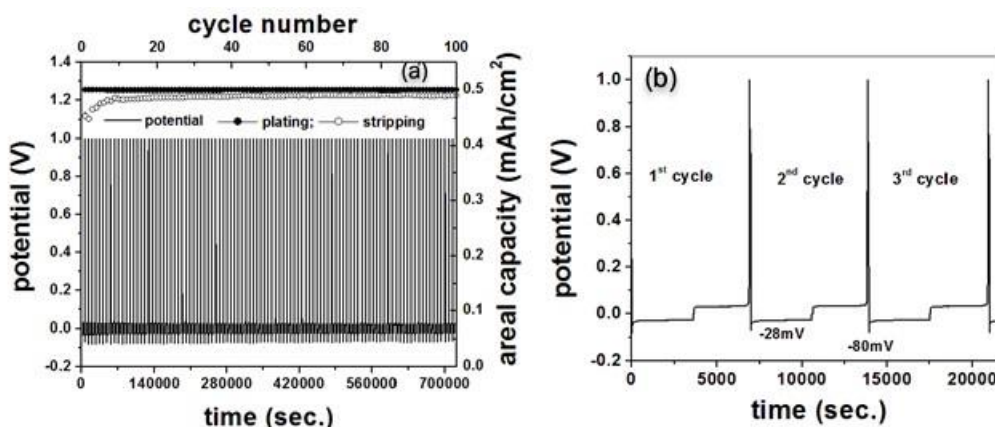 cycle number
0 20 40 60 80 100
(a)
1.4
1.2
1.0
0.8
0.6
0.4
0.2
0.0
-0.2
potential (V)
potential plating; stripping
0.5
0.4
0.3
0.2
0.1
0.0
areal capacity (mAh/cm²)
0 140000 280000 420000 560000 700000
time (sec.)
(b)
1.0
0.8
0.6
0.4
0.2
0.0
-0.2
potential (V)
1st cycle 2nd cycle 3rd cycle
-28mV
-80mV
0 5000 10000 15000 20000
time (sec.)